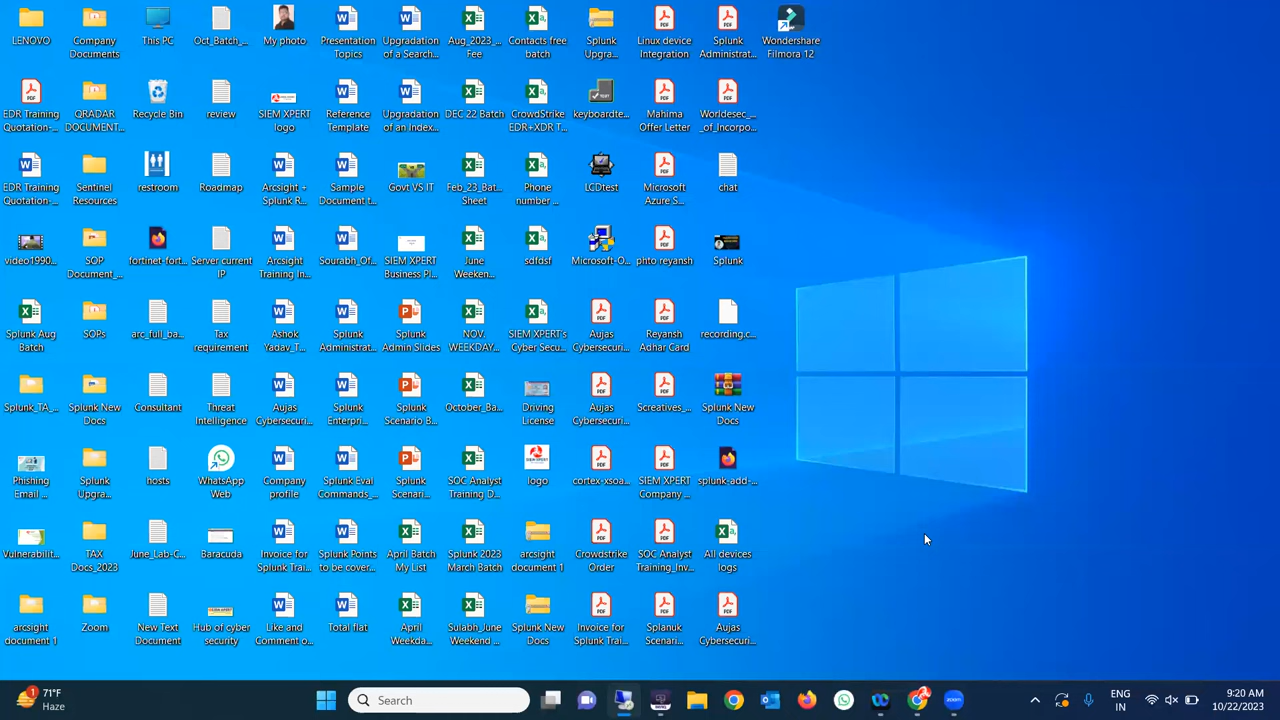 LENOVO
Company
Documents
This PC
Oct_Batch_...
My photo
Presentation
Topics
Upgradation
of a Search...
Aug_2023_...
Fee
Contacts free
batch
Splunk
Upgra...
Linux device
Integration
Splunk
Administrat...
Wondershare
Filmora 12
EDR Training
Quotation-...
QRADAR
DOCUMENT...
Recycle Bin
review
SIEM XPERT
logo
Reference
Template
Upgradation
of an Index...
DEC 22 Batch
CrowdStrike
EDR+XDR T...
keyboardte...
Mahima
Offer Letter
Worldesec_...
_of_Incorpo...
EDR Training
Quotation-...
Sentinel
Resources
restroom
Roadmap
Arcsight +
Splunk R...
Sample
Document t...
Govt VS IT
Feb_23_Bat...
Sheet
Phone
number ...
LCDtest
Microsoft
Azure S...
chat
video1990...
SOP
Document_...
fortinet-fort...
Server current
IP
Arcsight
Training In...
Sourabh_Of...
SIEM XPERT
Business Pl...
June
Weeken...
sdfdsf
Microsoft-O...
phto reyansh
Splunk
Splunk Aug
Batch
SOPs
arc_full_ba...
Tax
requirement
Ashok
Yadav_T...
Splunk
Administrat...
Splunk
Admin Slides
NOV.
WEEKDAY...
SIEM XPERT's
Cyber Secu...
Aujas
Cybersecuri...
Reyansh
Adhar Card
recording.c...
Splunk_TA_...
Splunk New
Docs
Consultant
Threat
Intelligence
Aujas
Cybersecuri...
Splunk
Enterpri...
Splunk
Scenario B...
October_Ba...
Driving
License
Aujas
Cybersecuri...
Screatives_...
Splunk New
Docs
Phishing
Email ...
Splunk
Upgra...
hosts
WhatsApp
Web
Company
profile
Splunk Eval
Commands_...
Splunk
Scenari...
SOC Analyst
Training D...
logo
cortex-xsoa...
SIEM XPERT
Company ...
splunk-add-...
Vulnerabilit...
TAX
Docs_2023
June_Lab-C...
Baracuda
Invoice for
Splunk Trai...
Splunk Points
to be cover...
April Batch
My List
Splunk 2023
March Batch
arcsight
document 1
Crowdstrike
Order
SOC Analyst
Training_Inv...
All devices
logs
arcsight
document 1
Zoom
New Text
Document
Hub of cyber
security
Like and
Comment o...
Total flat
April
Weekda...
Sulabh_June
Weekend ...
Splunk New
Docs
Invoice for
Splunk Trai...
Splanuk
Scenari...
Aujas
Cybersecuri...
1
71°F
Haze
Search
zoom
ENG
IN
9:20 AM
10/22/2023